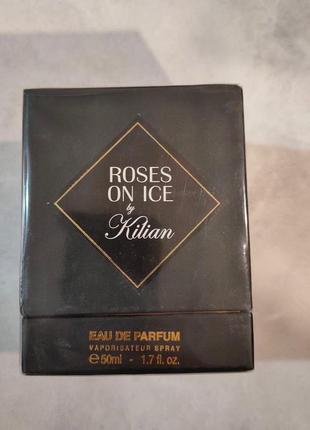 ROSES
ON ICE
by
Kilian
EAU DE PARFUM
VAPORISATEUR SPRAY
℮50ml - 1.7 fl. oz.